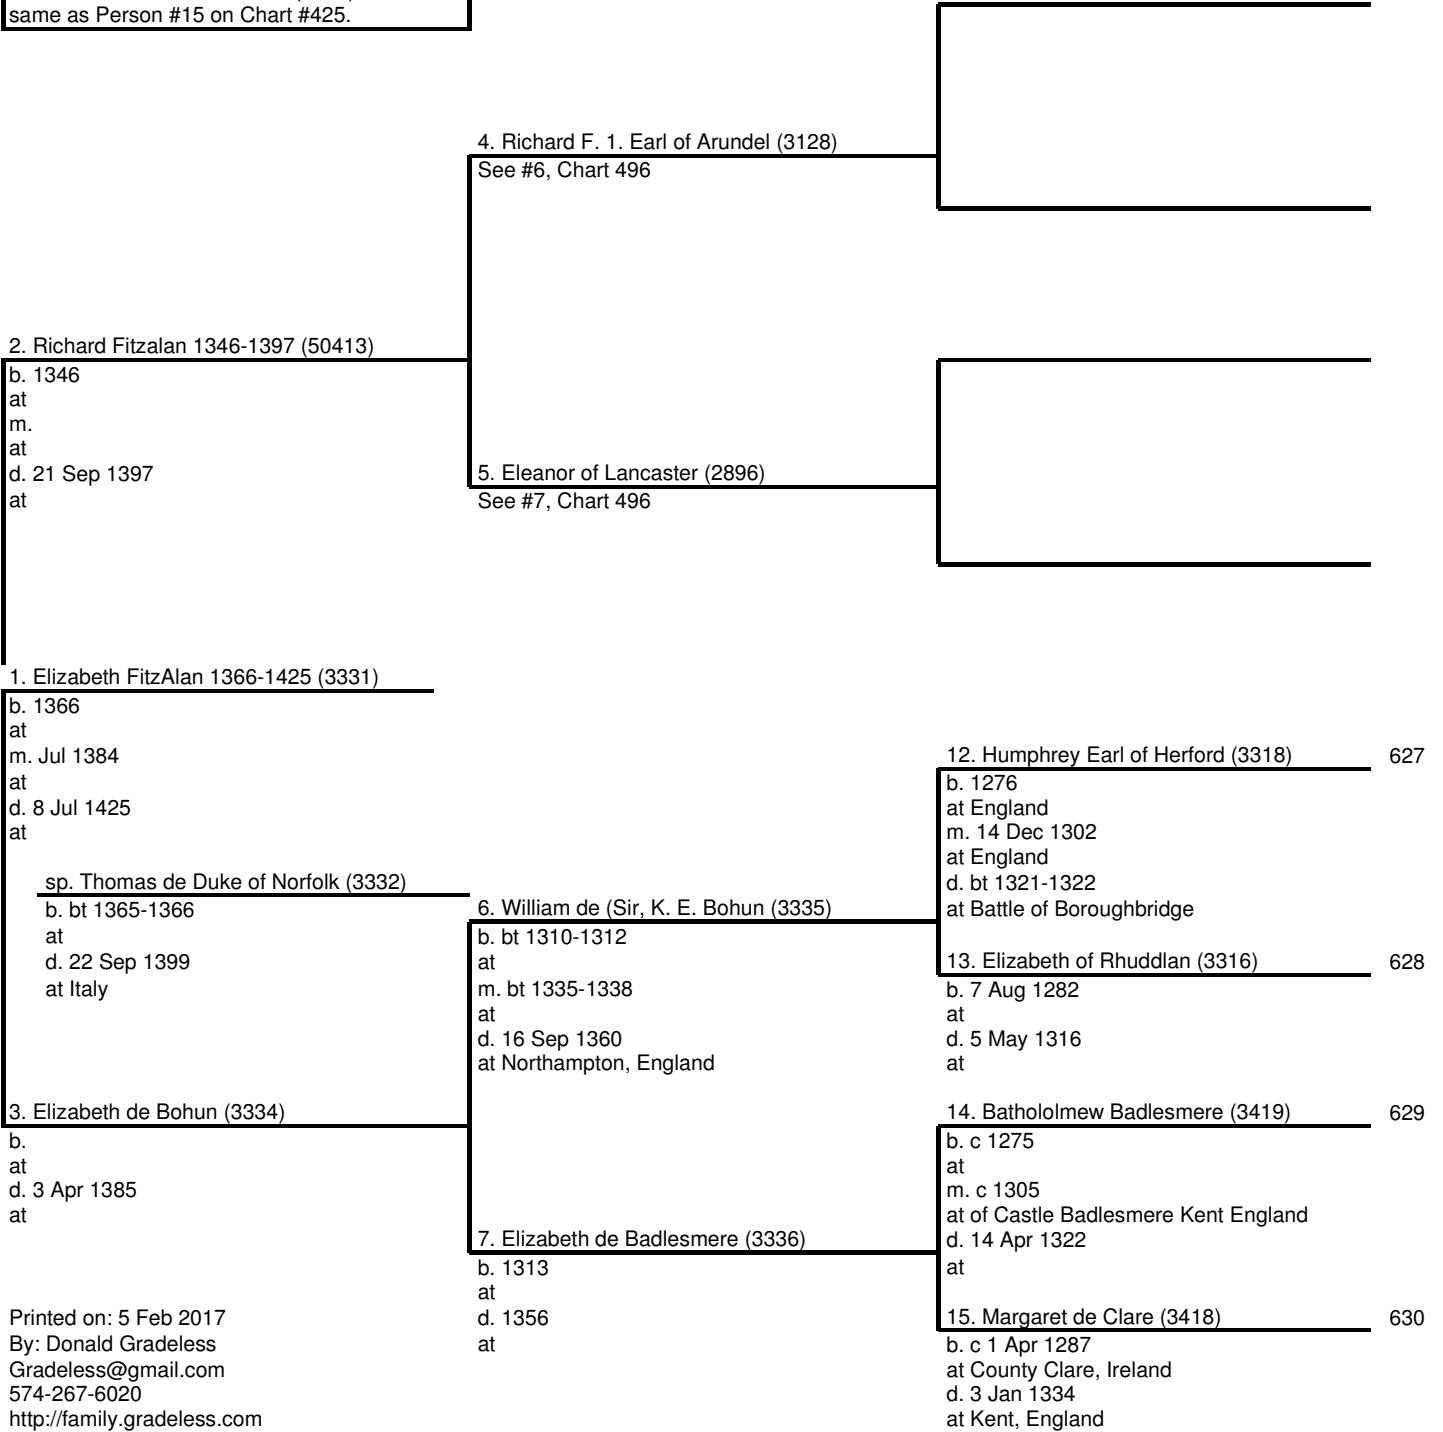 same as Person #15 on Chart #425.
4. Richard F. 1. Earl of Arundel (3128)
See #6, Chart 496
2. Richard Fitzalan 1346-1397 (50413)
b. 1346
at
m.
at
d. 21 Sep 1397
at
5. Eleanor of Lancaster (2896)
See #7, Chart 496
1. Elizabeth FitzAlan 1366-1425 (3331)
b. 1366
at
m. Jul 1384
at
d. 8 Jul 1425
at
sp. Thomas de Duke of Norfolk (3332)
b. bt 1365-1366
at
d. 22 Sep 1399
at Italy
12. Humphrey Earl of Herford (3318) 627
b. 1276
at England
m. 14 Dec 1302
at England
d. bt 1321-1322
at Battle of Boroughbridge
6. William de (Sir, K. E. Bohun (3335)
b. bt 1310-1312
at
m. bt 1335-1338
at
d. 16 Sep 1360
at Northampton, England
13. Elizabeth of Rhuddlan (3316) 628
b. 7 Aug 1282
at
d. 5 May 1316
at
3. Elizabeth de Bohun (3334)
b.
at
d. 3 Apr 1385
at
14. Batholol​mew Badlesmere (3419) 629
b. c 1275
at
m. c 1305
at of Castle Badlesmere Kent England
d. 14 Apr 1322
at
7. Elizabeth de Badlesmere (3336)
b. 1313
at
d. 1356
at
15. Margaret de Clare (3418) 630
b. c 1 Apr 1287
at County Clare, Ireland
d. 3 Jan 1334
at Kent, England
Printed on: 5 Feb 2017
By: Donald Gradeless
Gradeless@gmail.com
574-267-6020
http://family.gradeless.com